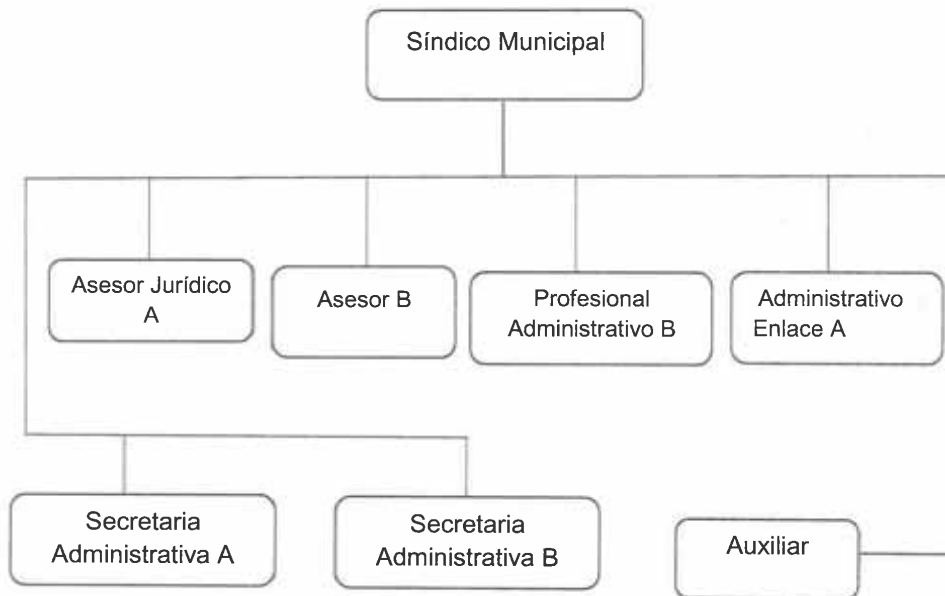 Síndico Municipal
Asesor Jurídico
A
Asesor B
Profesional
Administrativo B
Administrativo
Enlace A
Secretaria
Administrativa A
Secretaria
Administrativa B
Auxiliar